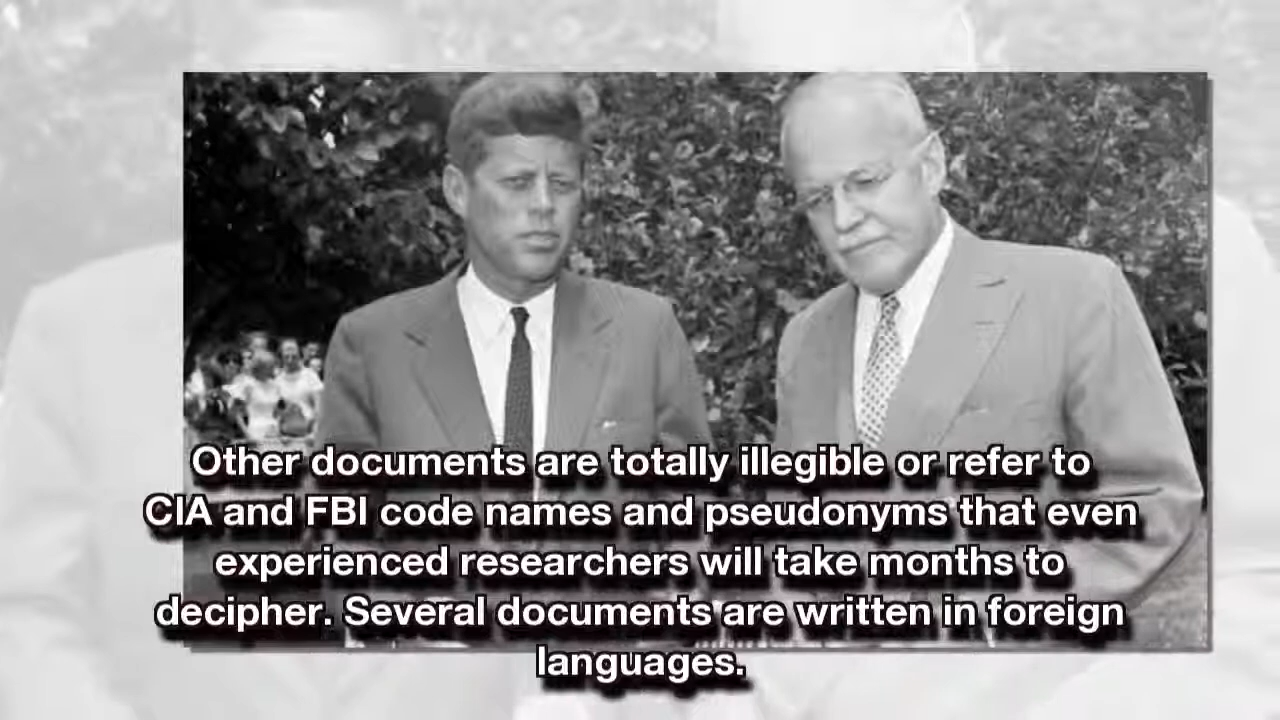 Other documents are totally illegible or refer to
CIA and FBI code names and pseudonyms that even
experienced researchers will take months to
decipher. Several documents are written in foreign
languages.